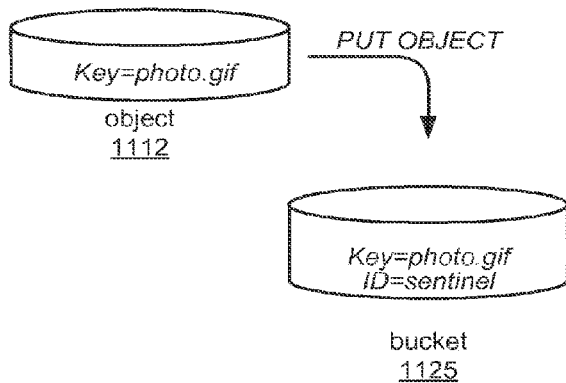 PUT OBJECT
Key=photo.gif
object
1112
Key=photo.gif
ID=sentinel
bucket
1125